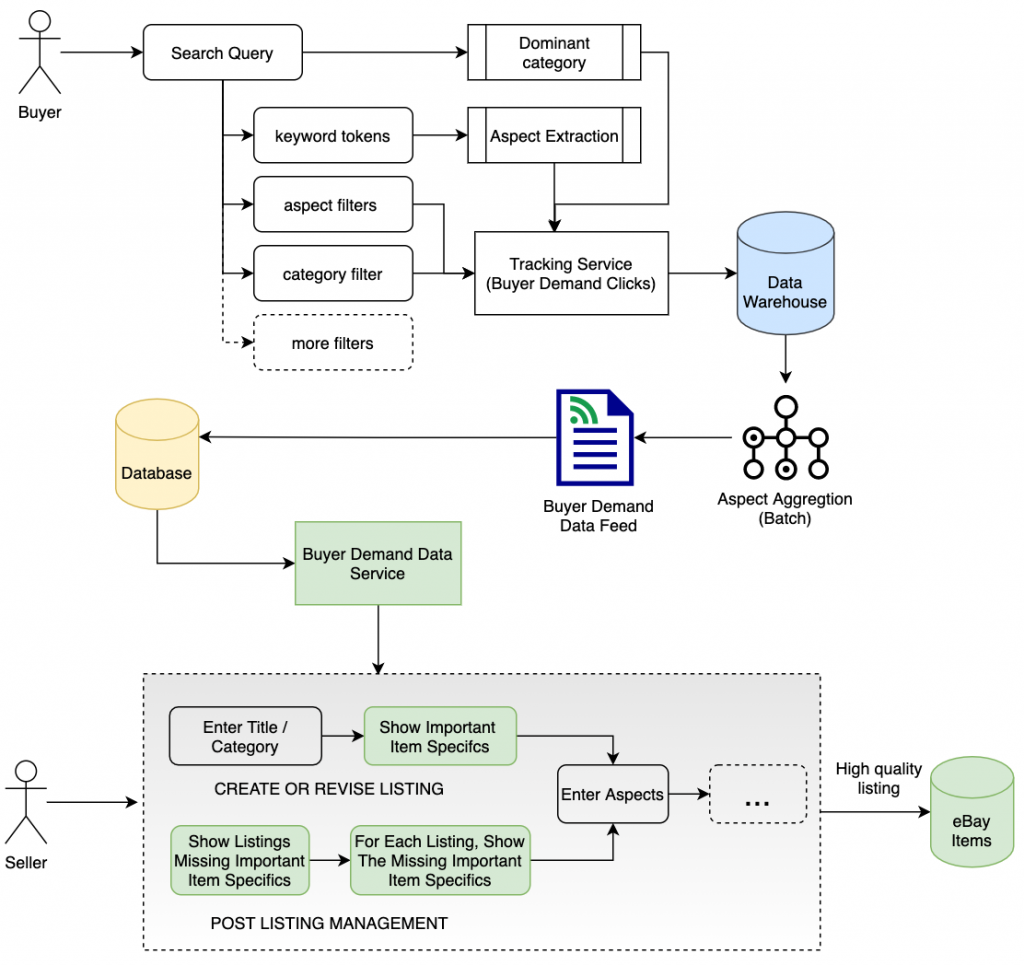 Buyer
Search Query
Dominant
category
keyword tokens
Aspect Extraction
aspect filters
category filter
more filters
Tracking Service
(Buyer Demand Clicks)
Data
Warehouse
Database
Buyer Demand
Data Feed
Aspect Aggregtion
(Batch)
Buyer Demand Data
Service
Seller
Enter Title /
Category
Show Important
Item Specifcs
CREATE OR REVISE LISTING
Enter Aspects
...
Show Listings
Missing Important
Item Specifics
For Each Listing, Show
The Missing Important
Item Specifics
POST LISTING MANAGEMENT
High quality
listing
eBay
Items